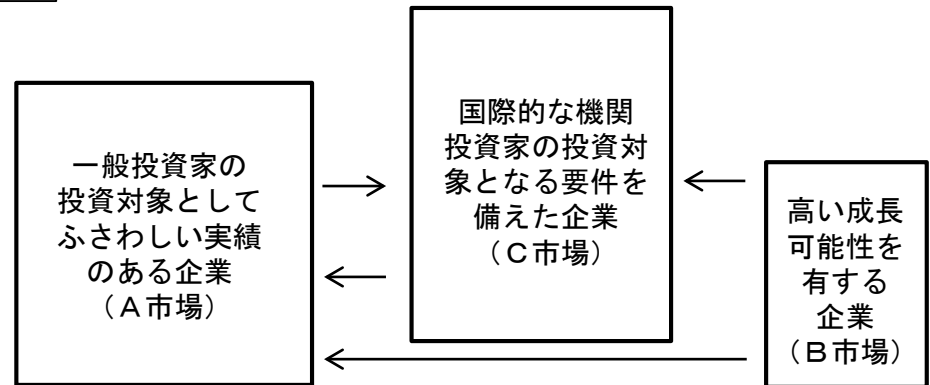 一般投資家の
投資対象として
ふさわしい実績
のある企業
（Ａ市場）
国際的な機関
投資家の投資対
象となる要件を
備えた企業
（Ｃ市場）
高い成長
可能性を
有する
企業
（Ｂ市場）